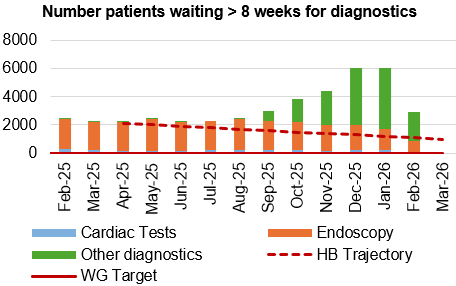 Number patients waiting > 8 weeks for diagnostics
8000
6000
4000
2000
0
Feb-25
Mar-25
Apr-25
May-25
Jun-25
Jul-25
Aug-25
Sep-25
Oct-25
Nov-25
Dec-25
Jan-26
Feb-26
Mar-26
Cardiac Tests
Endoscopy
Other diagnostics
HB Trajectory
WG Target